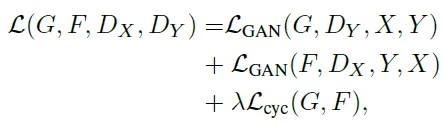 ℒ(G, F, D_X, D_Y) = ℒ_GAN(G, D_Y, X, Y)
+ ℒ_GAN(F, D_X, Y, X)
+ λℒ_cyc(G, F),